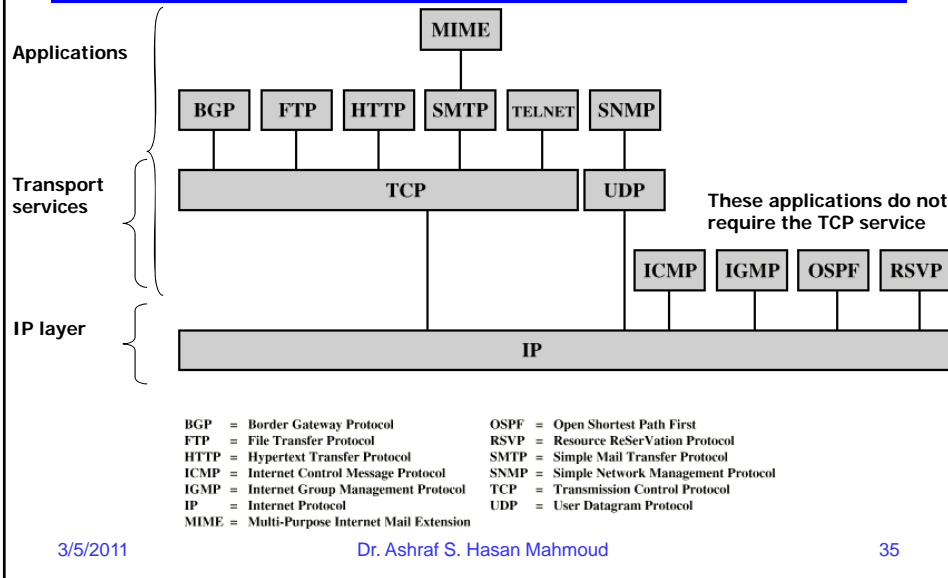 MIME
Applications
BGP FTP HTTP SMTP TELNET SNMP
Transport
services
TCP UDP
These applications do not
require the TCP service
ICMP IGMP OSPF RSVP
IP layer
IP
BGP = Border Gateway Protocol
FTP = File Transfer Protocol
HTTP = Hypertext Transfer Protocol
ICMP = Internet Control Message Protocol
IGMP = Internet Group Management Protocol
IP = Internet Protocol
MIME = Multi-Purpose Internet Mail Extension
OSPF = Open Shortest Path First
RSVP = Resource ReSerVation Protocol
SMTP = Simple Mail Transfer Protocol
SNMP = Simple Network Management Protocol
TCP = Transmission Control Protocol
UDP = User Datagram Protocol
3/5/2011 Dr. Ashraf S. Hasan Mahmoud 35